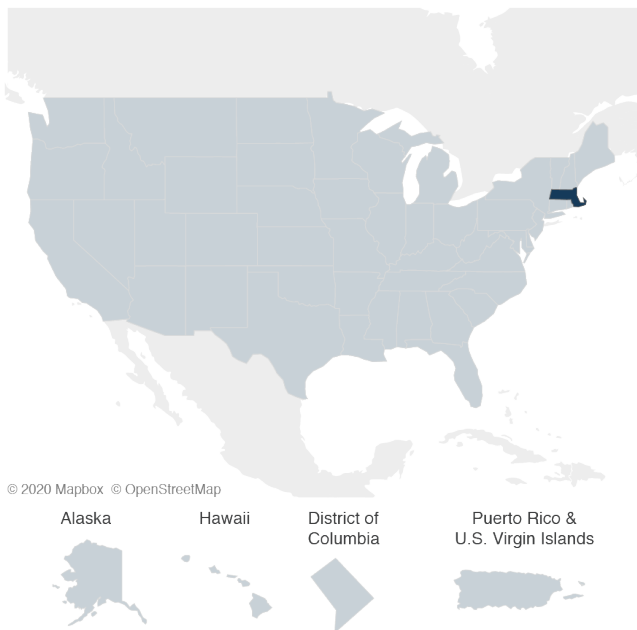 © 2020 Mapbox © OpenStreetMap
Alaska
Hawaii
District of
Columbia
Puerto Rico &
U.S. Virgin Islands